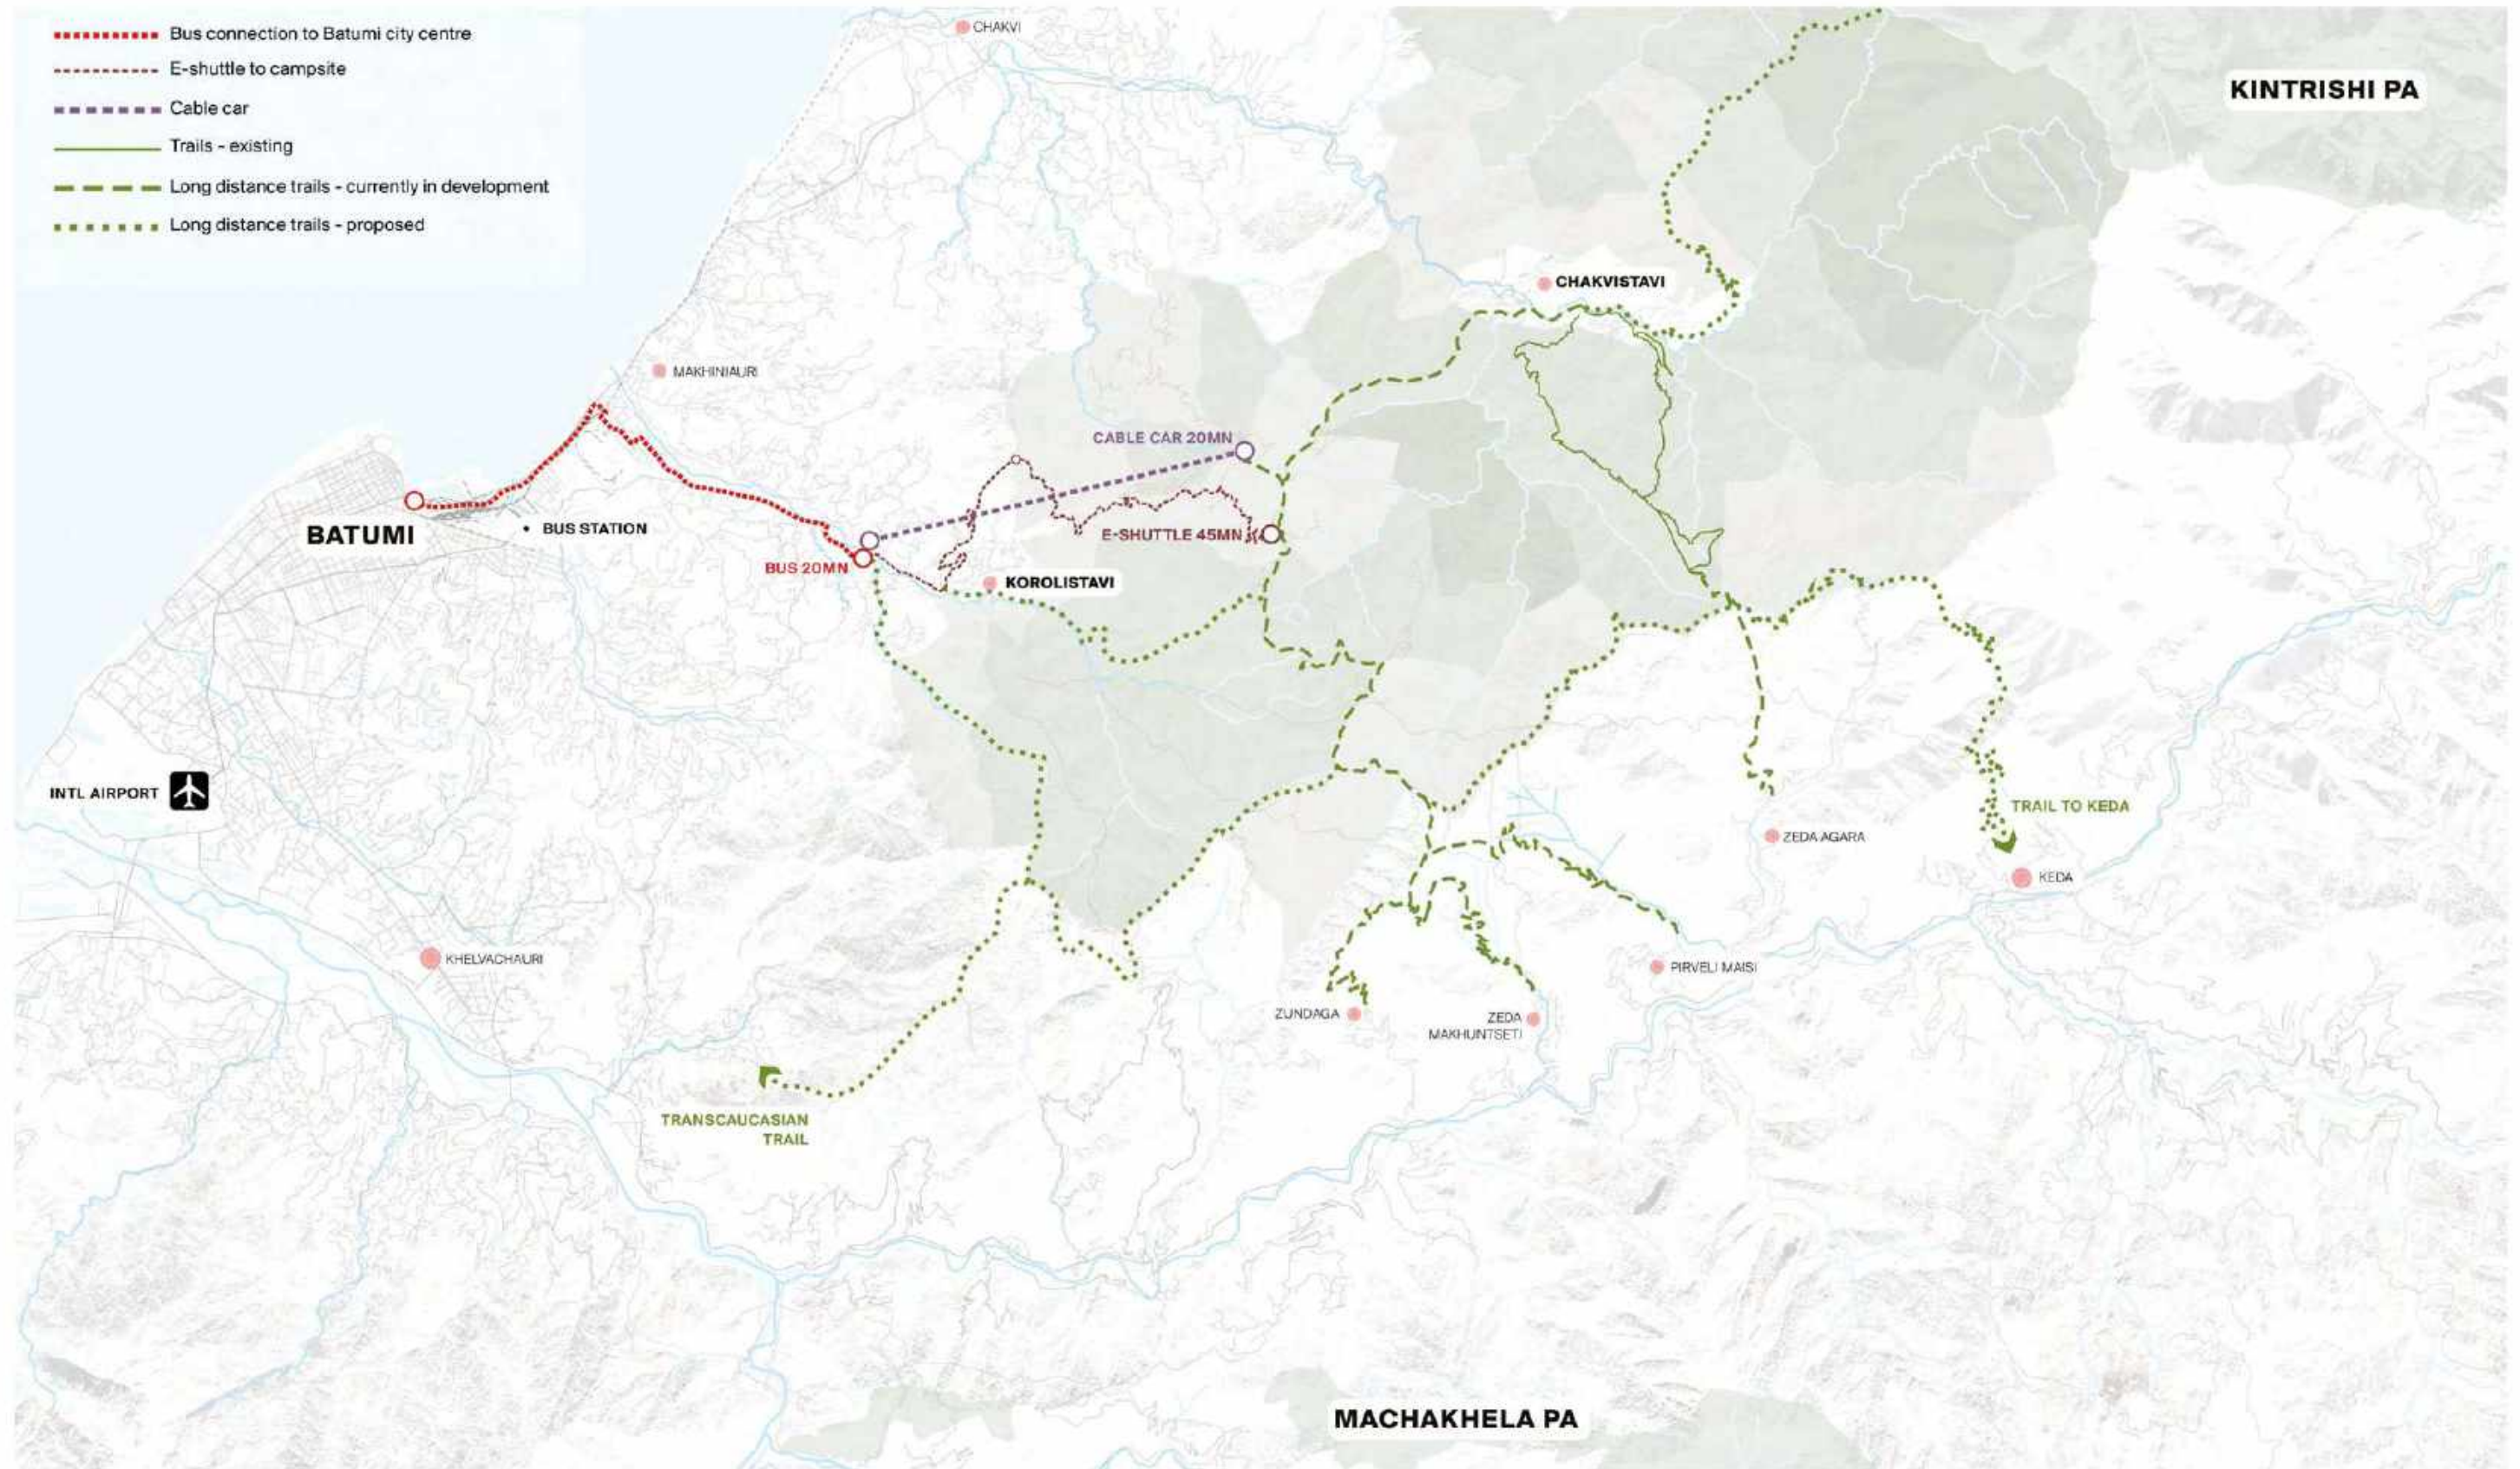 Bus connection to Batumi city centre
E-shuttle to campsite
Cable car
Trails - existing
Long distance trails - currently in development
Long distance trails - proposed
CHAKVI
KINTRISHI PA
CHAKVISTAVI
MAKHINJAURI
CABLE CAR 20MN
BATUMI
BUS STATION
E-SHUTTLE 45MN
BUS 20MN
KOROLISTAVI
INTL AIRPORT
TRAIL TO KEDA
ZEDA AGARA
KEDA
KHELVACHAURI
PIRVELI MAISI
ZUNDAGA
ZEDA
MAKHUNTSETI
TRANSCAUCASIAN
TRAIL
MACHAKHELA PA